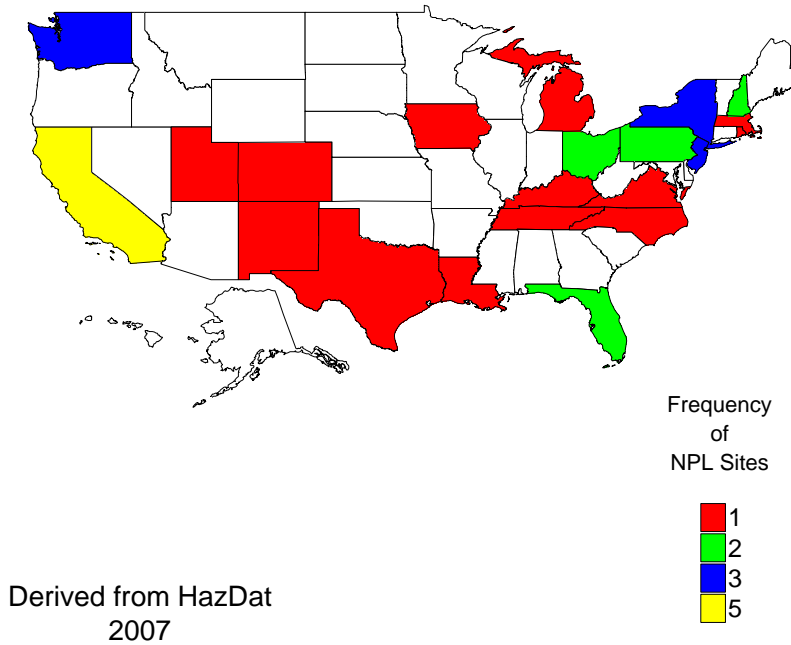 Frequency
of
NPL Sites
1
2
3
5
Derived from HazDat
2007